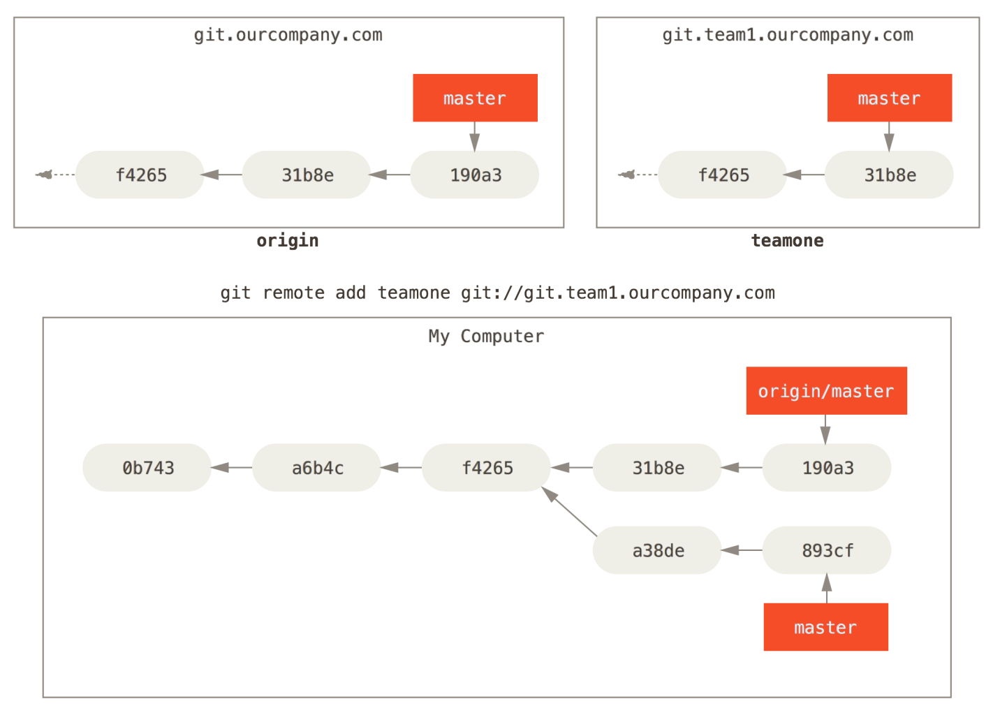 git.ourcompany.com
master
f4265 31b8e 190a3
origin
git.team1.ourcompany.com
master
f4265 31b8e
teamone
git remote add teamone git://git.team1.ourcompany.com
My Computer
origin/master
0b743 a6b4c f4265 31b8e 190a3
a38de 893cf
master